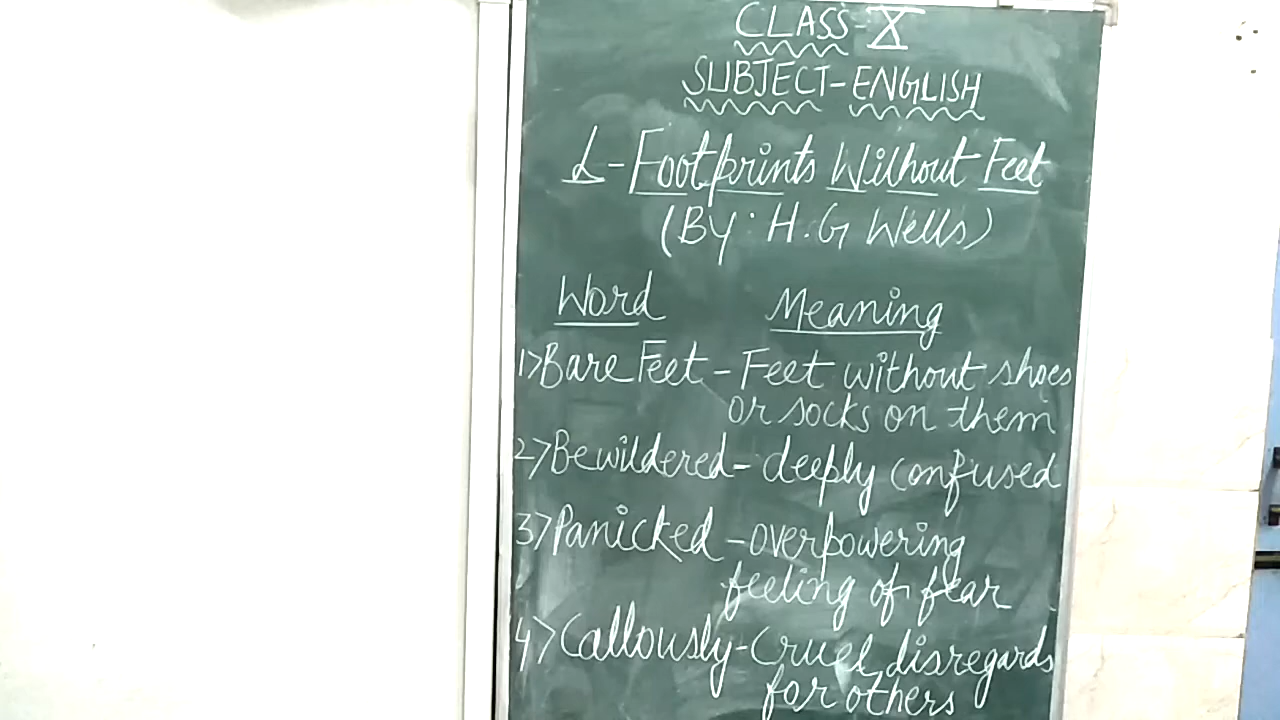 CLASS-X
SUBJECT-ENGLISH
L-Footprints Without Feet
(By: H.G Wells)
Word Meaning
1>Bare Feet - Feet without shoes
or socks on them
2>Bewildered- deeply confused
3>Panicked -overpowering
feeling of fear
4>Callously-Cruel disregards
for others